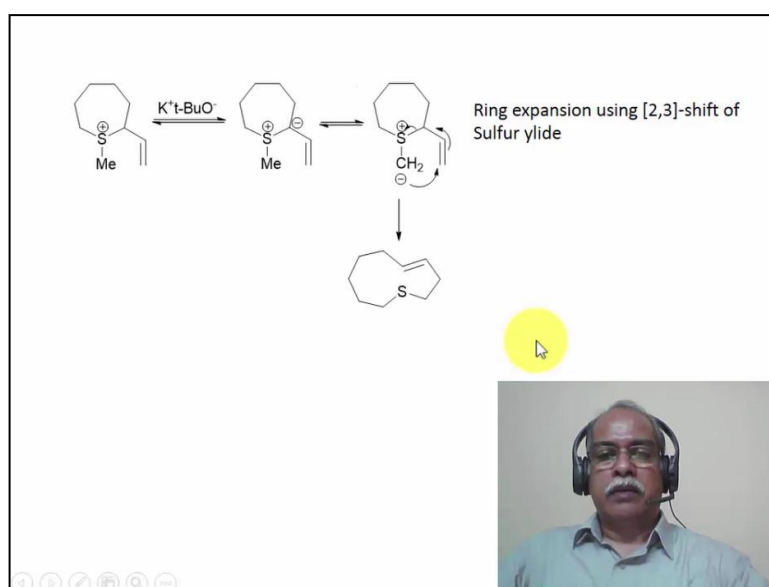 K⁺t-BuO⁻
Ring expansion using [2,3]-shift of
Sulfur ylide
⊕ S Me
⊕ S ⊖ Me
⊕ S CH₂ ⊖
S